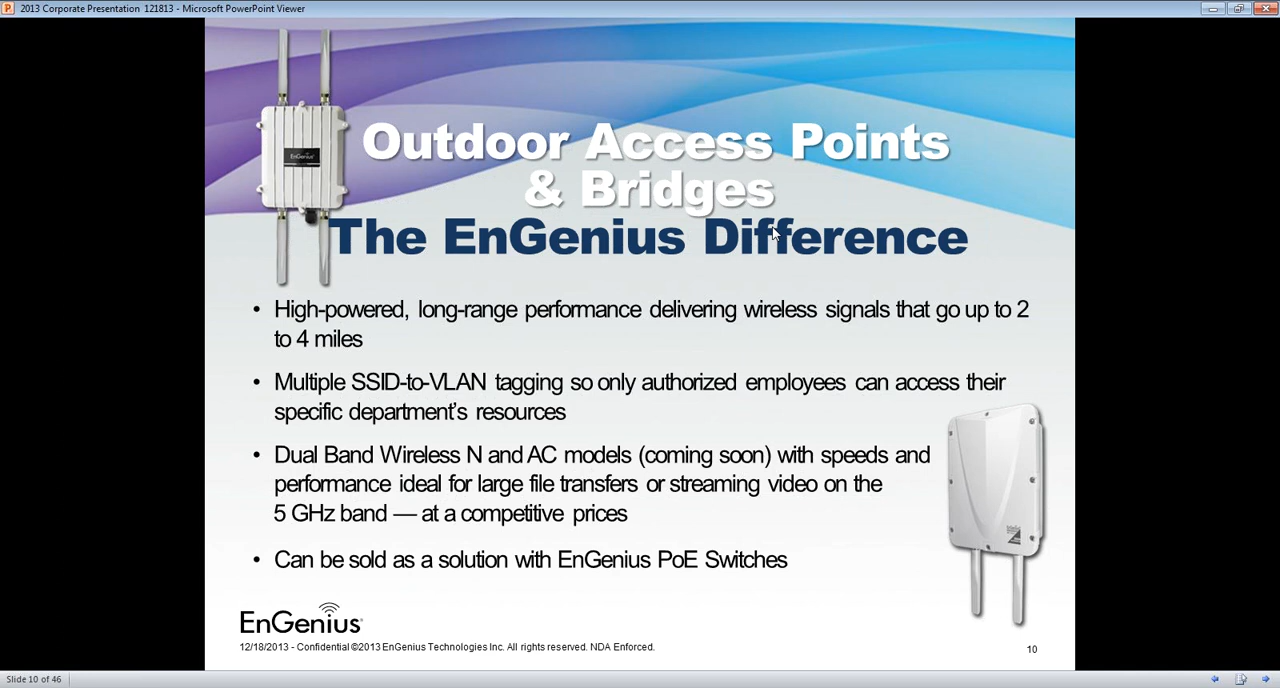 2013 Corporate Presentation 121813 - Microsoft PowerPoint Viewer
EnGenius
Outdoor Access Points
& Bridges
The EnGenius Difference
• High-powered, long-range performance delivering wireless signals that go up to 2
to 4 miles
• Multiple SSID-to-VLAN tagging so only authorized employees can access their
specific department's resources
• Dual Band Wireless N and AC models (coming soon) with speeds and
performance ideal for large file transfers or streaming video on the
5 GHz band — at a competitive prices
• Can be sold as a solution with EnGenius PoE Switches
EnGenius
12/18/2013 - Confidential ©2013 EnGenius Technologies Inc. All rights reserved. NDA Enforced.
10
Slide 10 of 46